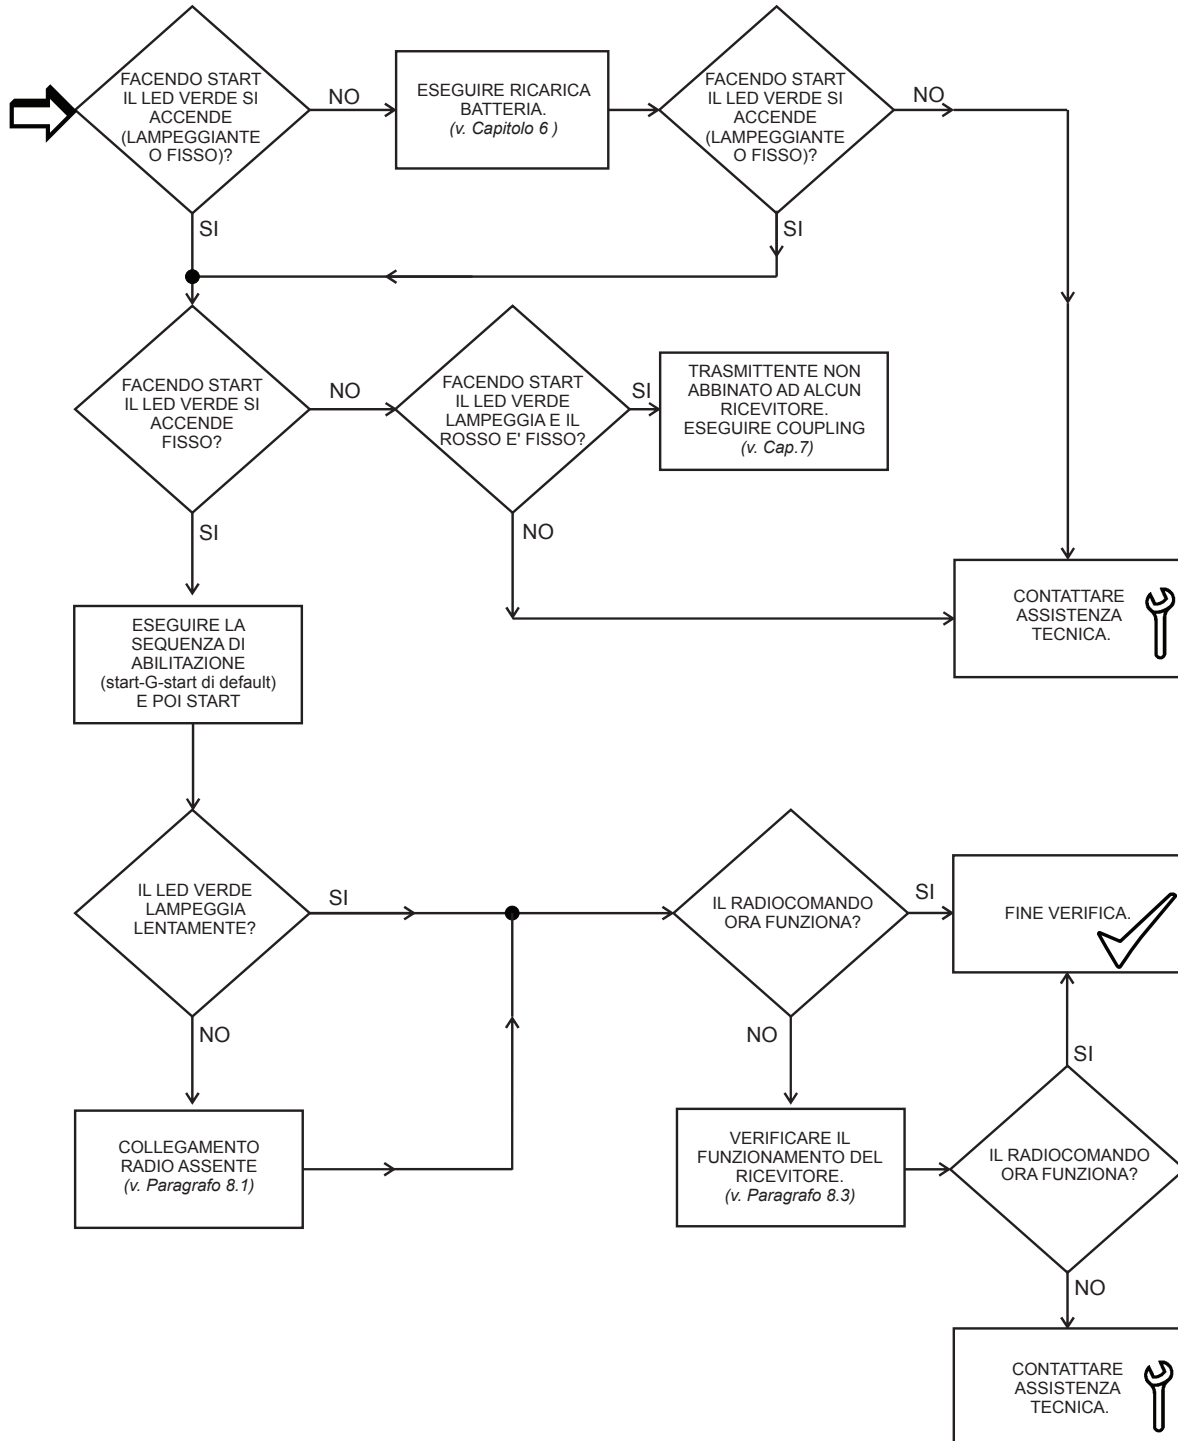 FACENDO START
IL LED VERDE SI
ACCENDE
(LAMPEGGIANTE
O FISSO)?
NO
SI
ESEGUIRE RICARICA
BATTERIA.
(v. Capitolo 6 )
FACENDO START
IL LED VERDE SI
ACCENDE
(LAMPEGGIANTE
O FISSO)?
NO
SI
FACENDO START
IL LED VERDE SI
ACCENDE
FISSO?
NO
SI
FACENDO START
IL LED VERDE
LAMPEGGIA E IL
ROSSO E' FISSO?
SI
NO
TRASMITTENTE NON
ABBINATO AD ALCUN
RICEVITORE.
ESEGUIRE COUPLING
(v. Cap.7)
CONTATTARE
ASSISTENZA
TECNICA.
ESEGUIRE LA
SEQUENZA DI
ABILITAZIONE
(start-G-start di default)
E POI START
IL LED VERDE
LAMPEGGIA
LENTAMENTE?
SI
NO
IL RADIOCOMANDO
ORA FUNZIONA?
SI
NO
FINE VERIFICA.
COLLEGAMENTO
RADIO ASSENTE
(v. Paragrafo 8.1)
VERIFICARE IL
FUNZIONAMENTO DEL
RICEVITORE.
(v. Paragrafo 8.3)
SI
IL RADIOCOMANDO
ORA FUNZIONA?
NO
CONTATTARE
ASSISTENZA
TECNICA.